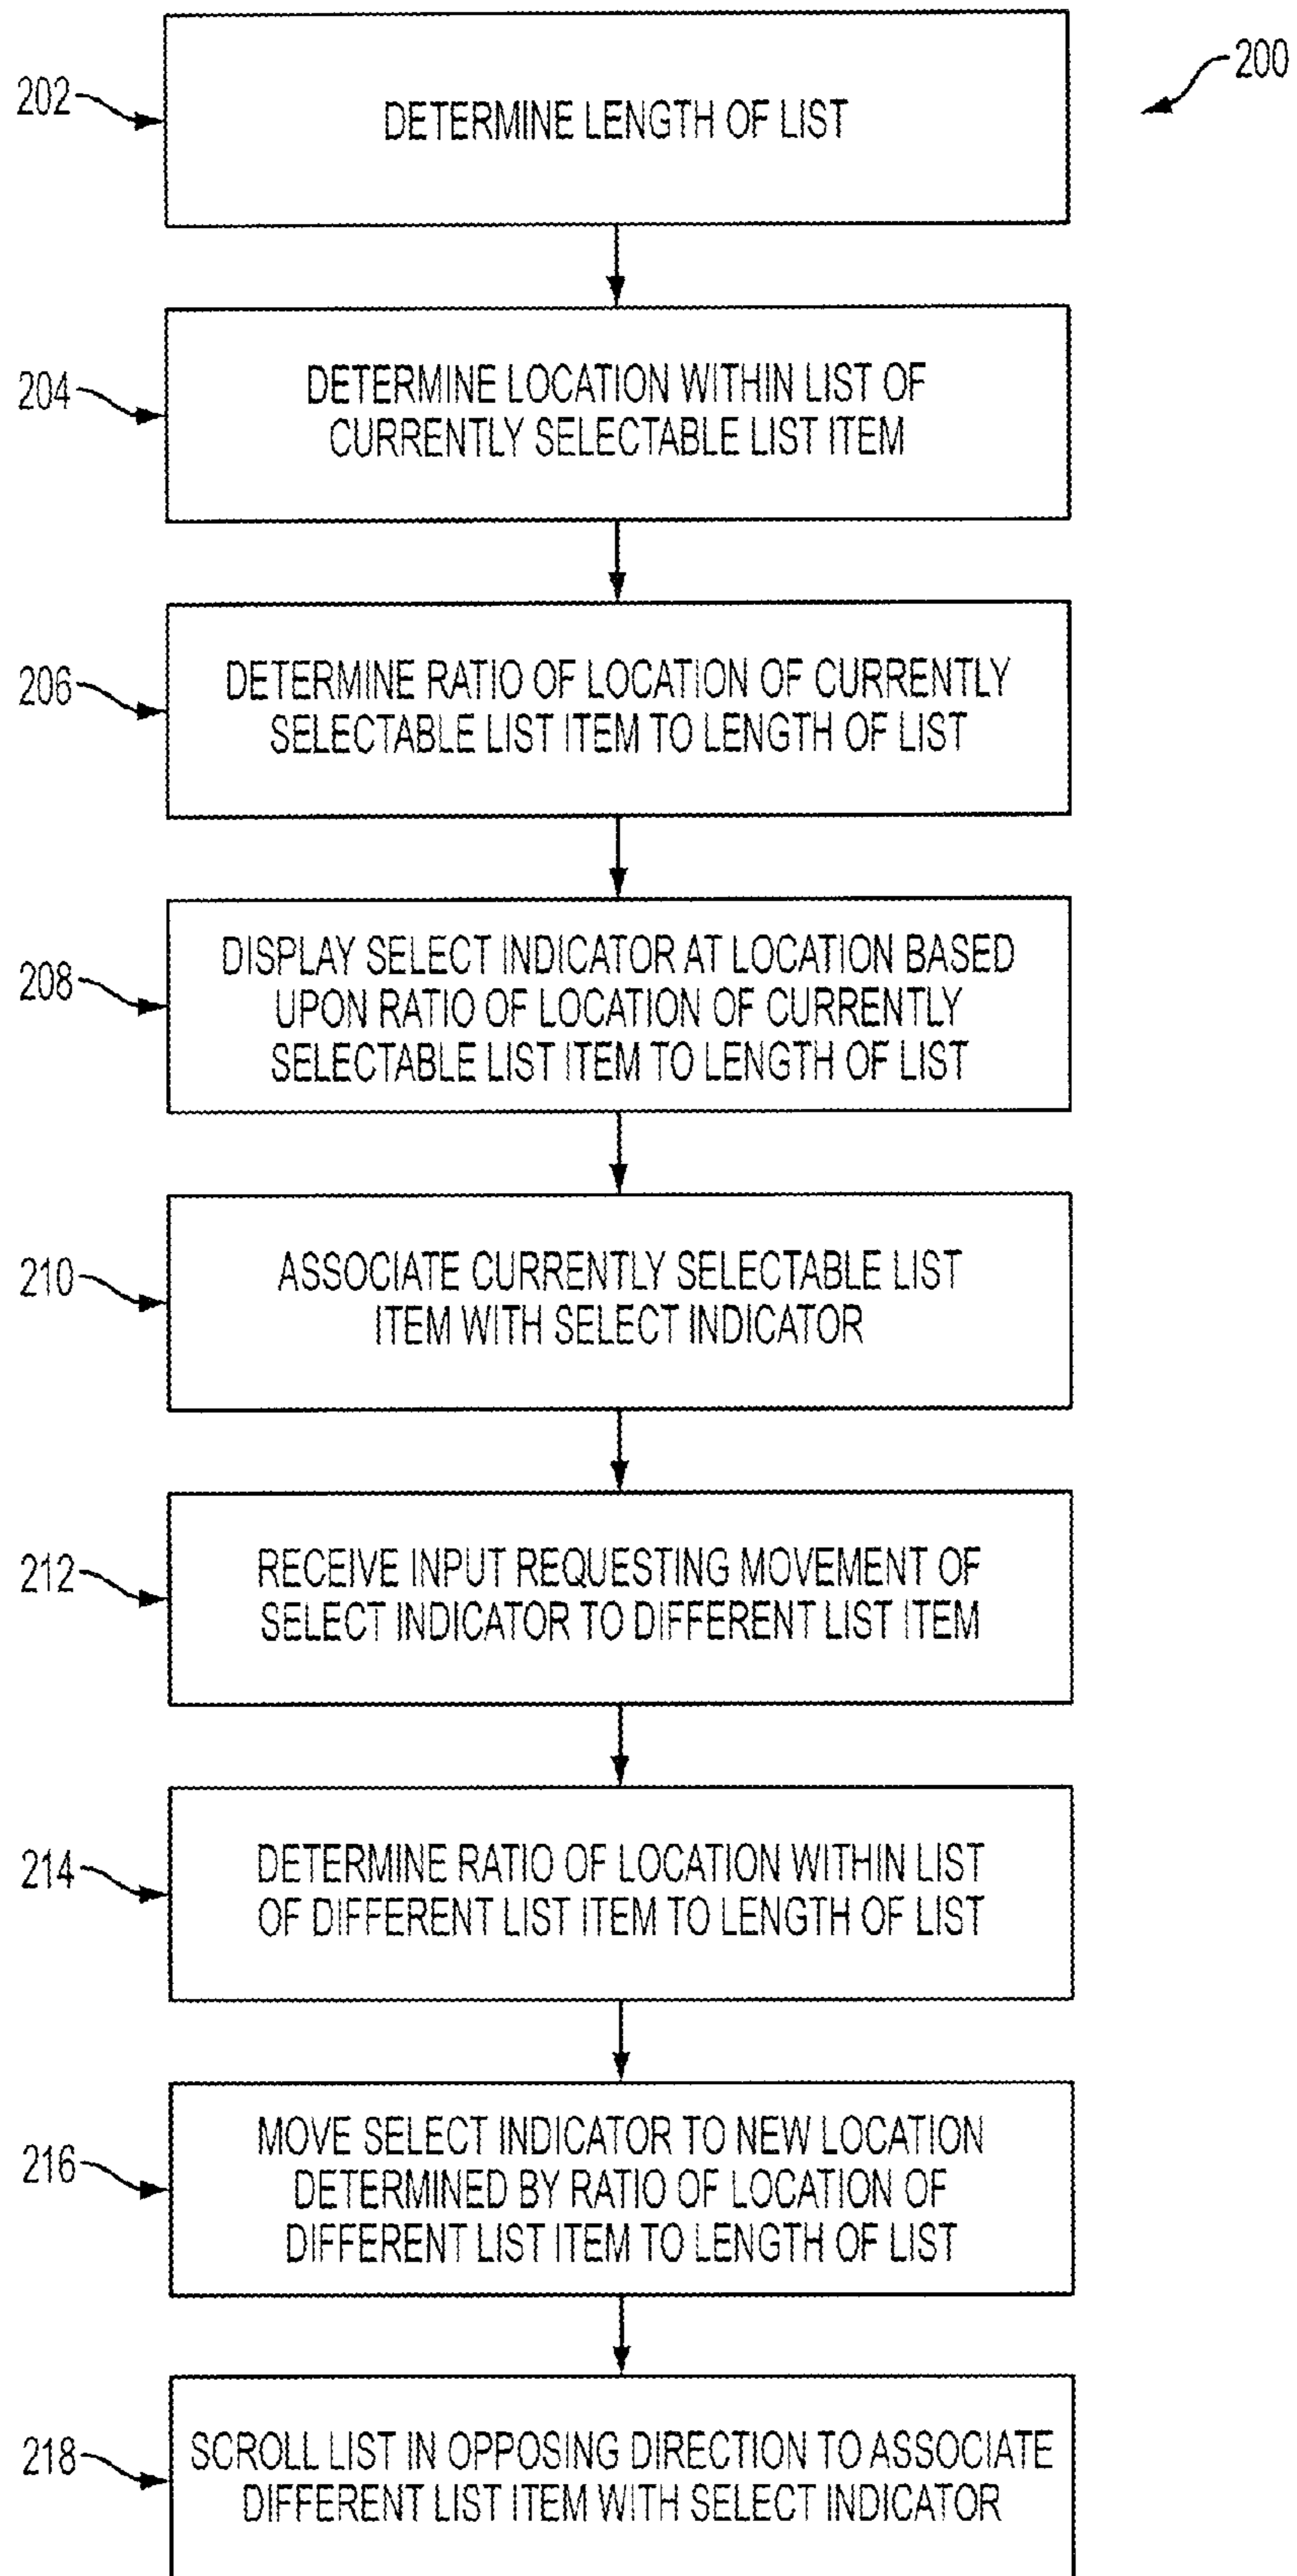 200
202
DETERMINE LENGTH OF LIST
204
DETERMINE LOCATION WITHIN LIST OF
CURRENTLY SELECTABLE LIST ITEM
206
DETERMINE RATIO OF LOCATION OF CURRENTLY
SELECTABLE LIST ITEM TO LENGTH OF LIST
208
DISPLAY SELECT INDICATOR AT LOCATION BASED
UPON RATIO OF LOCATION OF CURRENTLY
SELECTABLE LIST ITEM TO LENGTH OF LIST
210
ASSOCIATE CURRENTLY SELECTABLE LIST
ITEM WITH SELECT INDICATOR
212
RECEIVE INPUT REQUESTING MOVEMENT OF
SELECT INDICATOR TO DIFFERENT LIST ITEM
214
DETERMINE RATIO OF LOCATION WITHIN LIST
OF DIFFERENT LIST ITEM TO LENGTH OF LIST
216
MOVE SELECT INDICATOR TO NEW LOCATION
DETERMINED BY RATIO OF LOCATION OF
DIFFERENT LIST ITEM TO LENGTH OF LIST
218
SCROLL LIST IN OPPOSING DIRECTION TO ASSOCIATE
DIFFERENT LIST ITEM WITH SELECT INDICATOR